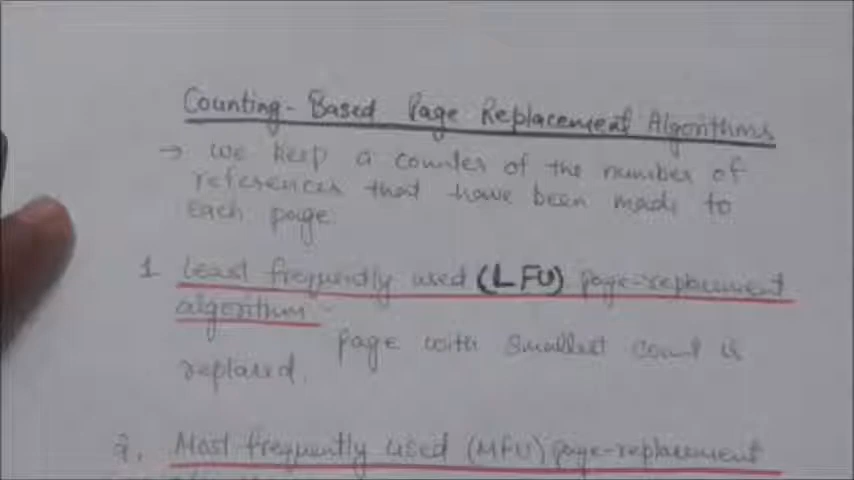 Counting-Based Page Replacement Algorithms
→ We keep a counter of the number of
references that have been made to
each page.
1 Least frequently used (LFU) page-replacement
algorithm-
page with smallest count is
replaced.
2. Most frequently used (MFU) page-replacement